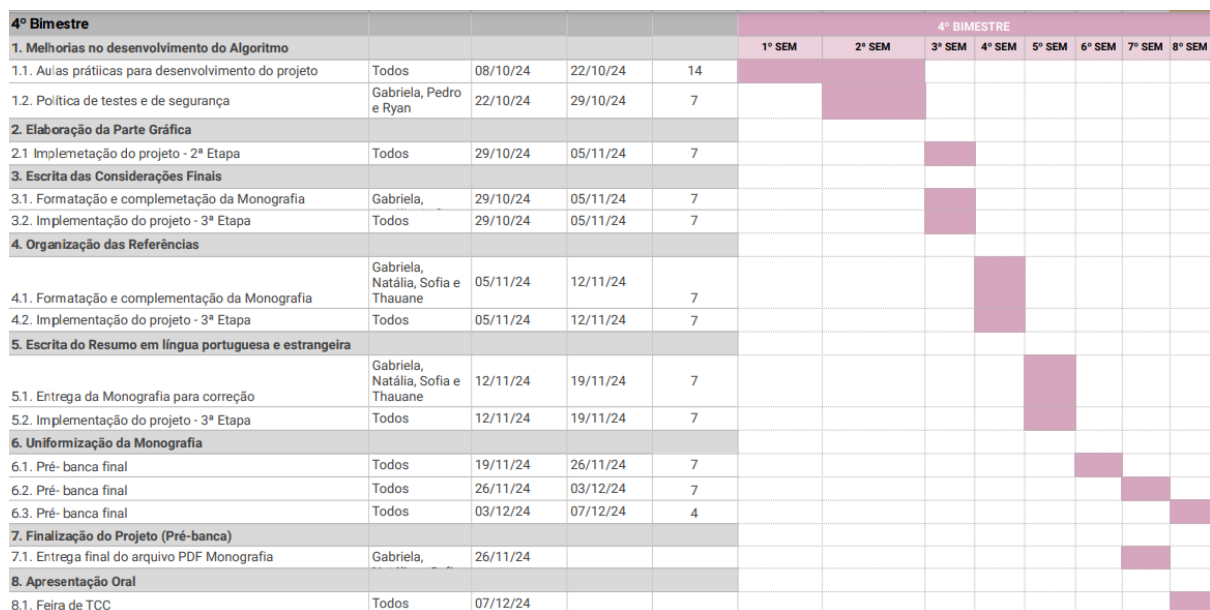 4º Bimestre 4º BIMESTRE
1. Melhorias no desenvolvimento do Algoritmo 1º SEM 2ª SEM 3ª SEM 4º SEM 5º SEM 6º SEM 7º SEM 8º SEM
1.1. Aulas prátiicas para desenvolvimento do projeto Todos 08/10/24 22/10/24 14
1.2. Política de testes e de segurança Gabriela, Pedro
e Ryan 22/10/24 29/10/24 7
2. Elaboração da Parte Gráfica
2.1 Implemetação do projeto - 2ª Etapa Todos 29/10/24 05/11/24 7
3. Escrita das Considerações Finais
3.1. Formatação e complemetação da Monografia Gabriela, 29/10/24 05/11/24 7
3.2. Implementação do projeto - 3ª Etapa Todos 29/10/24 05/11/24 7
4. Organização das Referências
4.1. Formatação e complementação da Monografia Gabriela,
Natália, Sofia e
Thauane 05/11/24 12/11/24 7
4.2. Implementação do projeto - 3ª Etapa Todos 05/11/24 12/11/24 7
5. Escrita do Resumo em língua portuguesa e estrangeira
5.1. Entrega da Monografia para correção Gabriela,
Natália, Sofia e
Thauane 12/11/24 19/11/24 7
5.2. Implementação do projeto - 3ª Etapa Todos 12/11/24 19/11/24 7
6. Uniformização da Monografia
6.1. Pré- banca final Todos 19/11/24 26/11/24 7
6.2. Pré- banca final Todos 26/11/24 03/12/24 7
6.3. Pré- banca final Todos 03/12/24 07/12/24 4
7. Finalização do Projeto (Pré-banca)
7.1. Entrega final do arquivo PDF Monografia Gabriela, 26/11/24
8. Apresentação Oral
8.1. Feira de TCC Todos 07/12/24